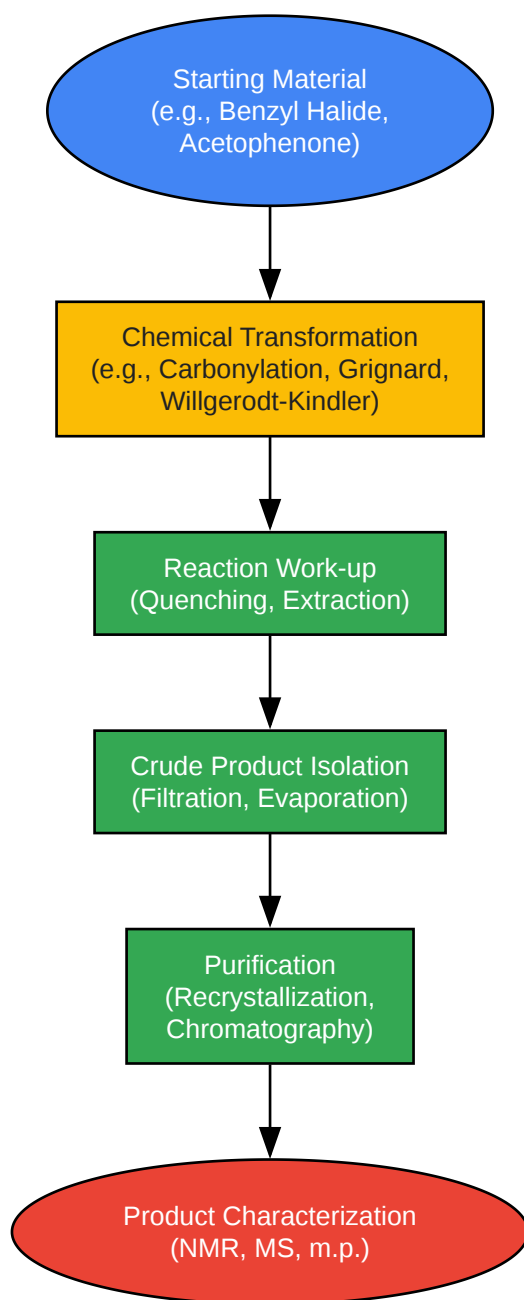 Starting Material
(e.g., Benzyl Halide,
Acetophenone)
Chemical Transformation
(e.g., Carbonylation, Grignard,
Willgerodt-Kindler)
Reaction Work-up
(Quenching, Extraction)
Crude Product Isolation
(Filtration, Evaporation)
Purification
(Recrystallization,
Chromatography)
Product Characterization
(NMR, MS, m.p.)